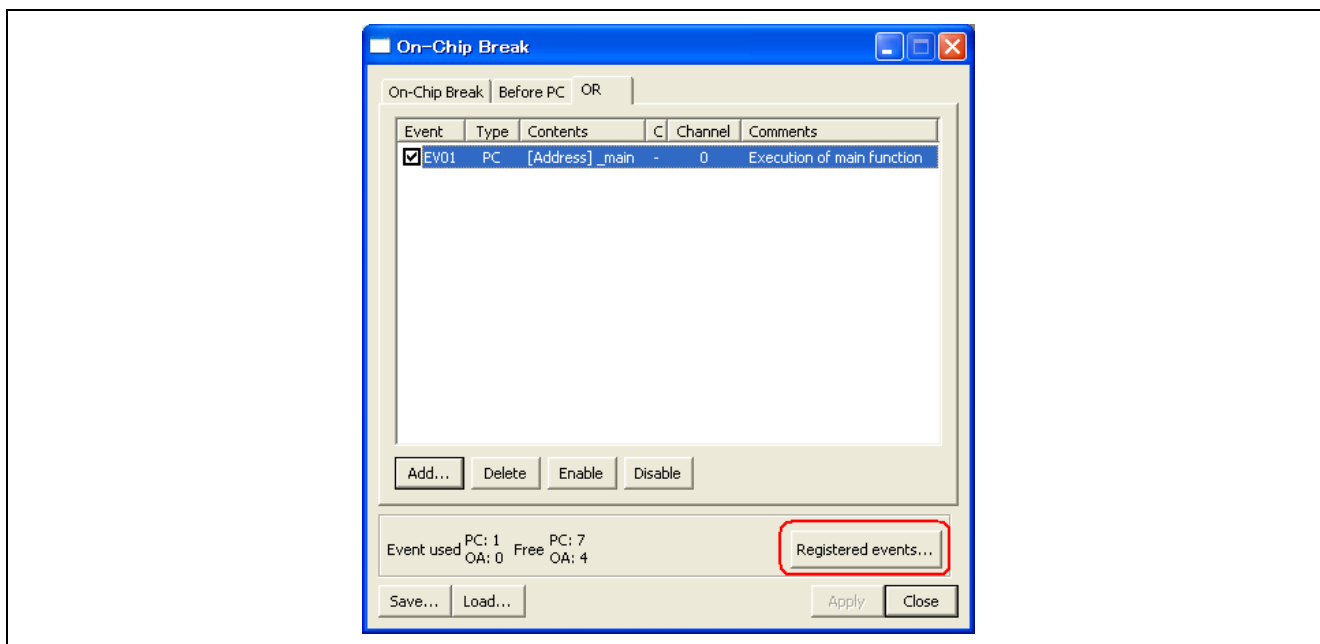 On-Chip Break
On-Chip Break Before PC OR
Event Type Contents C Channel Comments
EV01 PC [Address] _main - 0 Execution of main function
Add... Delete Enable Disable
Event used PC: 1 Free PC: 7
OA: 0 OA: 4
Registered events...
Save... Load... Apply Close